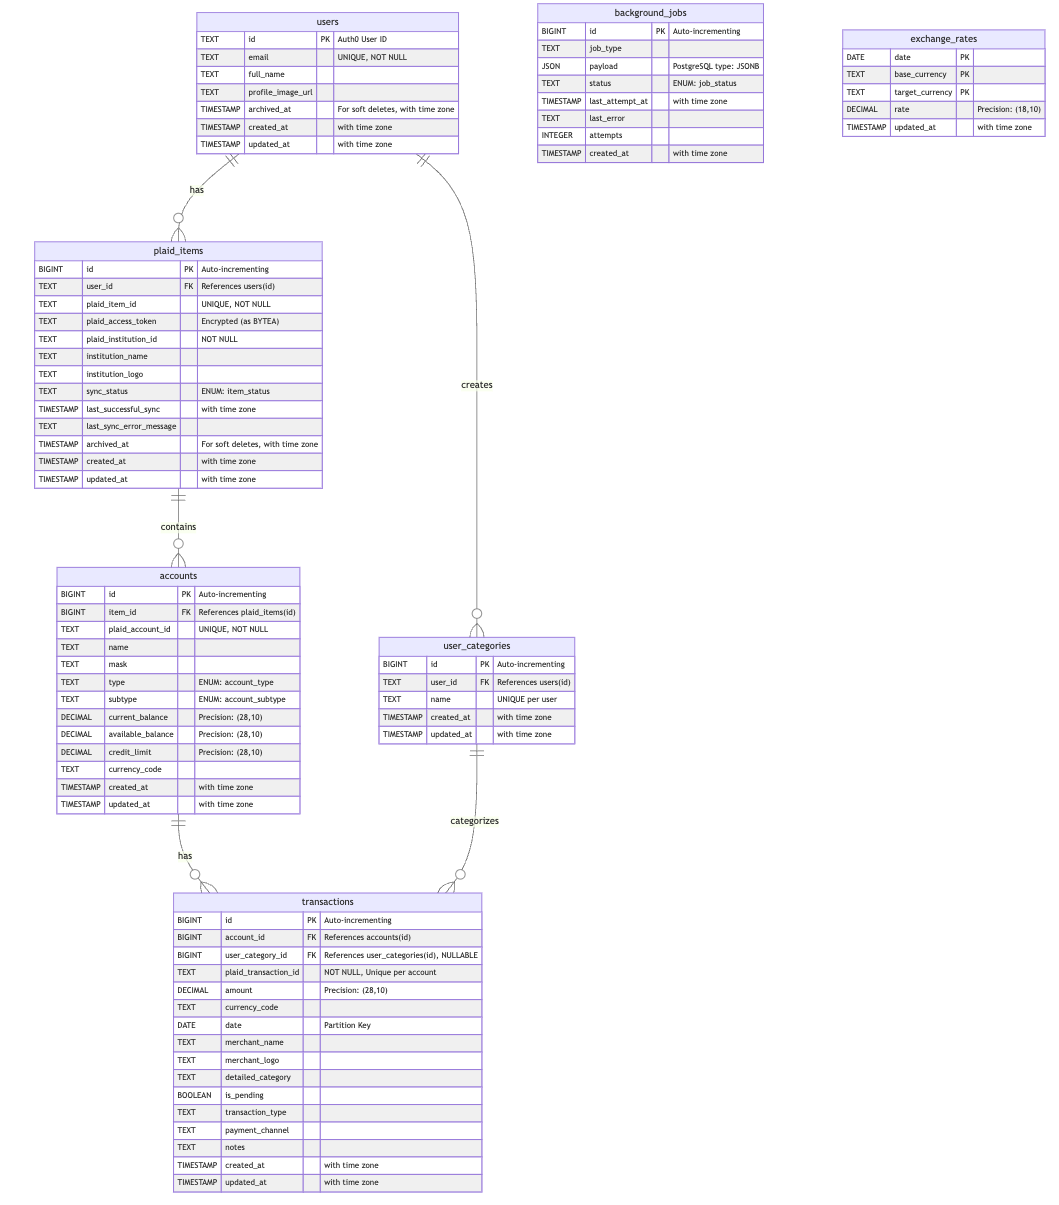 users
TEXT id PK Auth0 User ID
TEXT email UNIQUE, NOT NULL
TEXT full_name
TEXT profile_image_url
TIMESTAMP archived_at For soft deletes, with time zone
TIMESTAMP created_at with time zone
TIMESTAMP updated_at with time zone
background_jobs
BIGINT id PK Auto-incrementing
TEXT job_type
JSON payload PostgreSQL type: JSONB
TEXT status ENUM: job_status
TIMESTAMP last_attempt_at with time zone
TEXT last_error
INTEGER attempts
TIMESTAMP created_at with time zone
exchange_rates
DATE date PK
TEXT base_currency PK
TEXT target_currency PK
DECIMAL rate Precision: (18,10)
TIMESTAMP updated_at with time zone
has
creates
plaid_items
BIGINT id PK Auto-incrementing
TEXT user_id FK References users(id)
TEXT plaid_item_id UNIQUE, NOT NULL
TEXT plaid_access_token Encrypted (as BYTEA)
TEXT plaid_institution_id NOT NULL
TEXT institution_name
TEXT institution_logo
TEXT sync_status ENUM: item_status
TIMESTAMP last_successful_sync with time zone
TEXT last_sync_error_message
TIMESTAMP archived_at For soft deletes, with time zone
TIMESTAMP created_at with time zone
TIMESTAMP updated_at with time zone
contains
accounts
BIGINT id PK Auto-incrementing
BIGINT item_id FK References plaid_items(id)
TEXT plaid_account_id UNIQUE, NOT NULL
TEXT name
TEXT mask
TEXT type ENUM: account_type
TEXT subtype ENUM: account_subtype
DECIMAL current_balance Precision: (28,10)
DECIMAL available_balance Precision: (28,10)
DECIMAL credit_limit Precision: (28,10)
TEXT currency_code
TIMESTAMP created_at with time zone
TIMESTAMP updated_at with time zone
user_categories
BIGINT id PK Auto-incrementing
TEXT user_id FK References users(id)
TEXT name UNIQUE per user
TIMESTAMP created_at with time zone
TIMESTAMP updated_at with time zone
categorizes
has
transactions
BIGINT id PK Auto-incrementing
BIGINT account_id FK References accounts(id)
BIGINT user_category_id FK References user_categories(id), NULLABLE
TEXT plaid_transaction_id NOT NULL, Unique per account
DECIMAL amount Precision: (28,10)
TEXT currency_code
DATE date Partition Key
TEXT merchant_name
TEXT merchant_logo
TEXT detailed_category
BOOLEAN is_pending
TEXT transaction_type
TEXT payment_channel
TEXT notes
TIMESTAMP created_at with time zone
TIMESTAMP updated_at with time zone